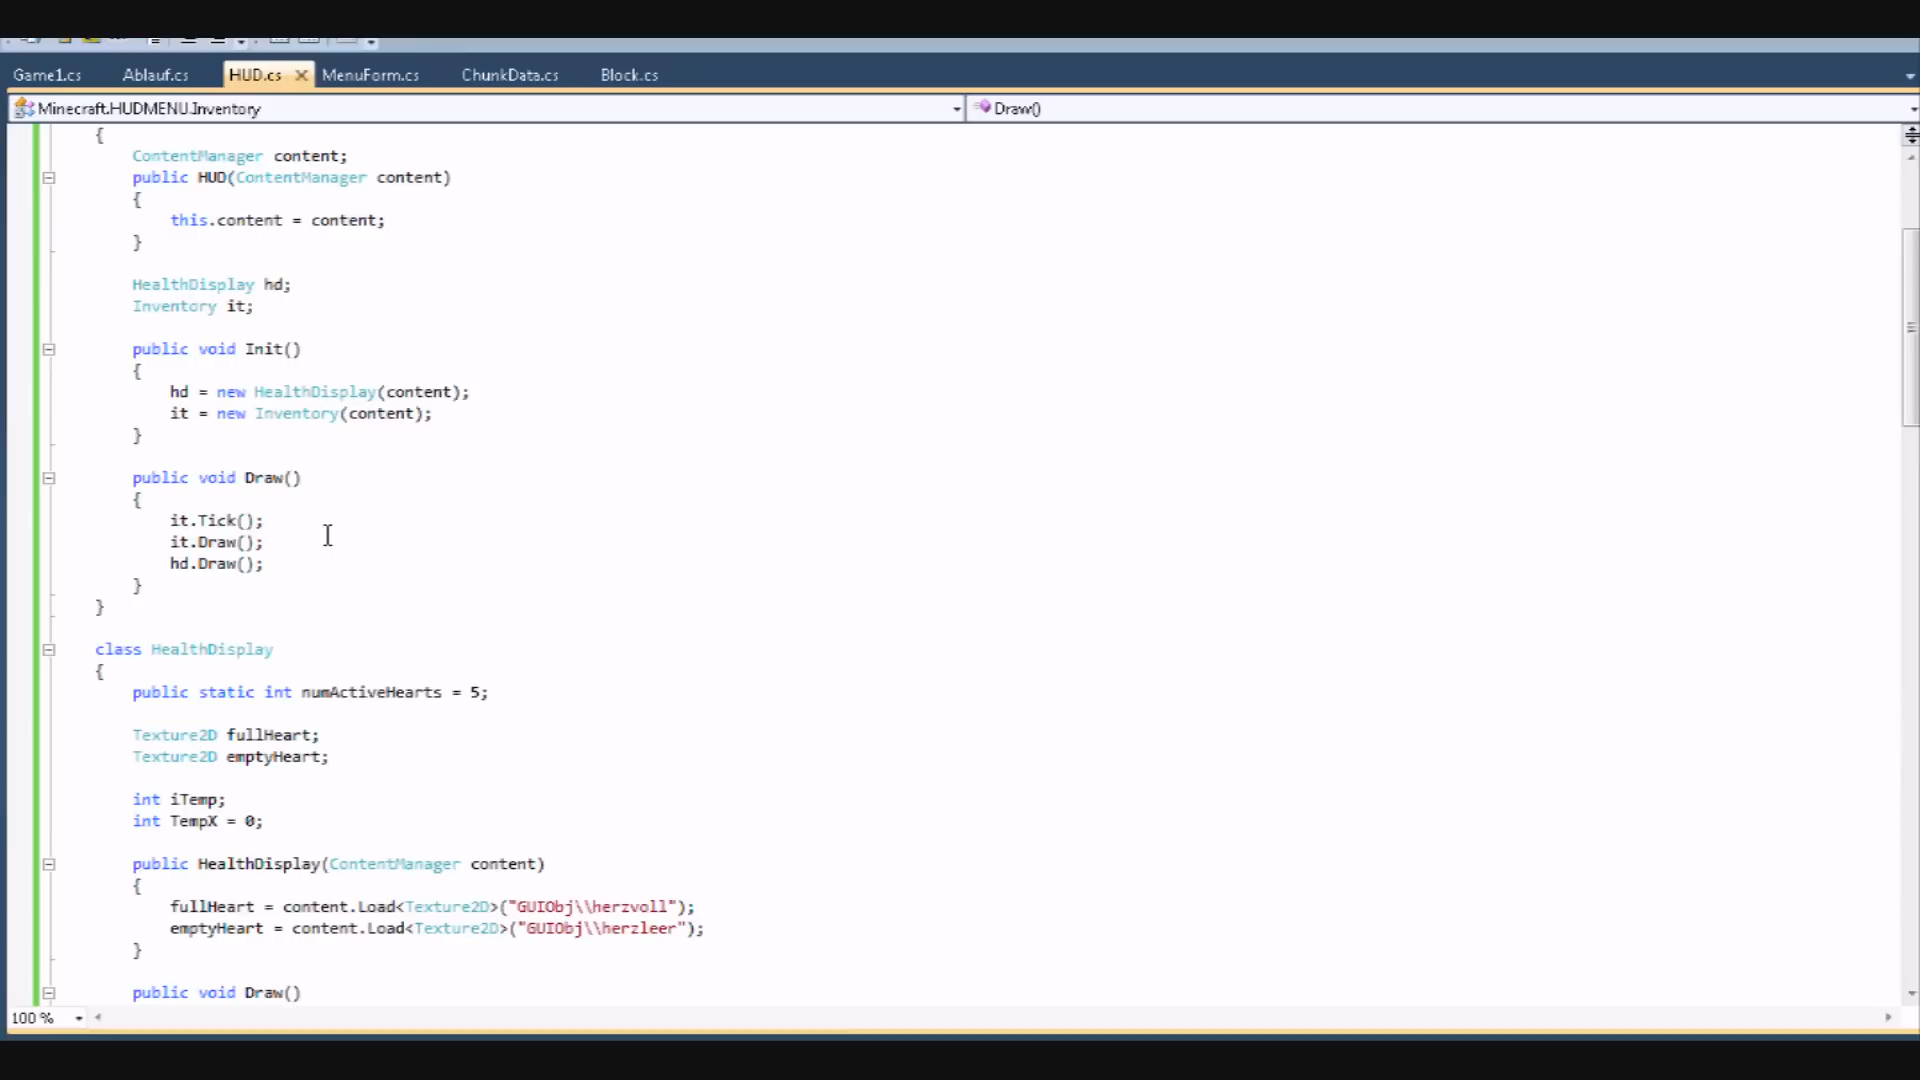 Game1.cs Ablauf.cs HUD.cs MenuForm.cs ChunkData.cs Block.cs
Minecraft.HUDMENU.Inventory Draw()
{
ContentManager content;
public HUD(ContentManager content)
{
this.content = content;
}
HealthDisplay hd;
Inventory it;
public void Init()
{
hd = new HealthDisplay(content);
it = new Inventory(content);
}
public void Draw()
{
it.Tick();
it.Draw();
hd.Draw();
}
}
class HealthDisplay
{
public static int numActiveHearts = 5;
Texture2D fullHeart;
Texture2D emptyHeart;
int iTemp;
int TempX = 0;
public HealthDisplay(ContentManager content)
{
fullHeart = content.Load<Texture2D>("GUIObj\\herzvoll");
emptyHeart = content.Load<Texture2D>("GUIObj\\herzleer");
}
public void Draw()
100 %